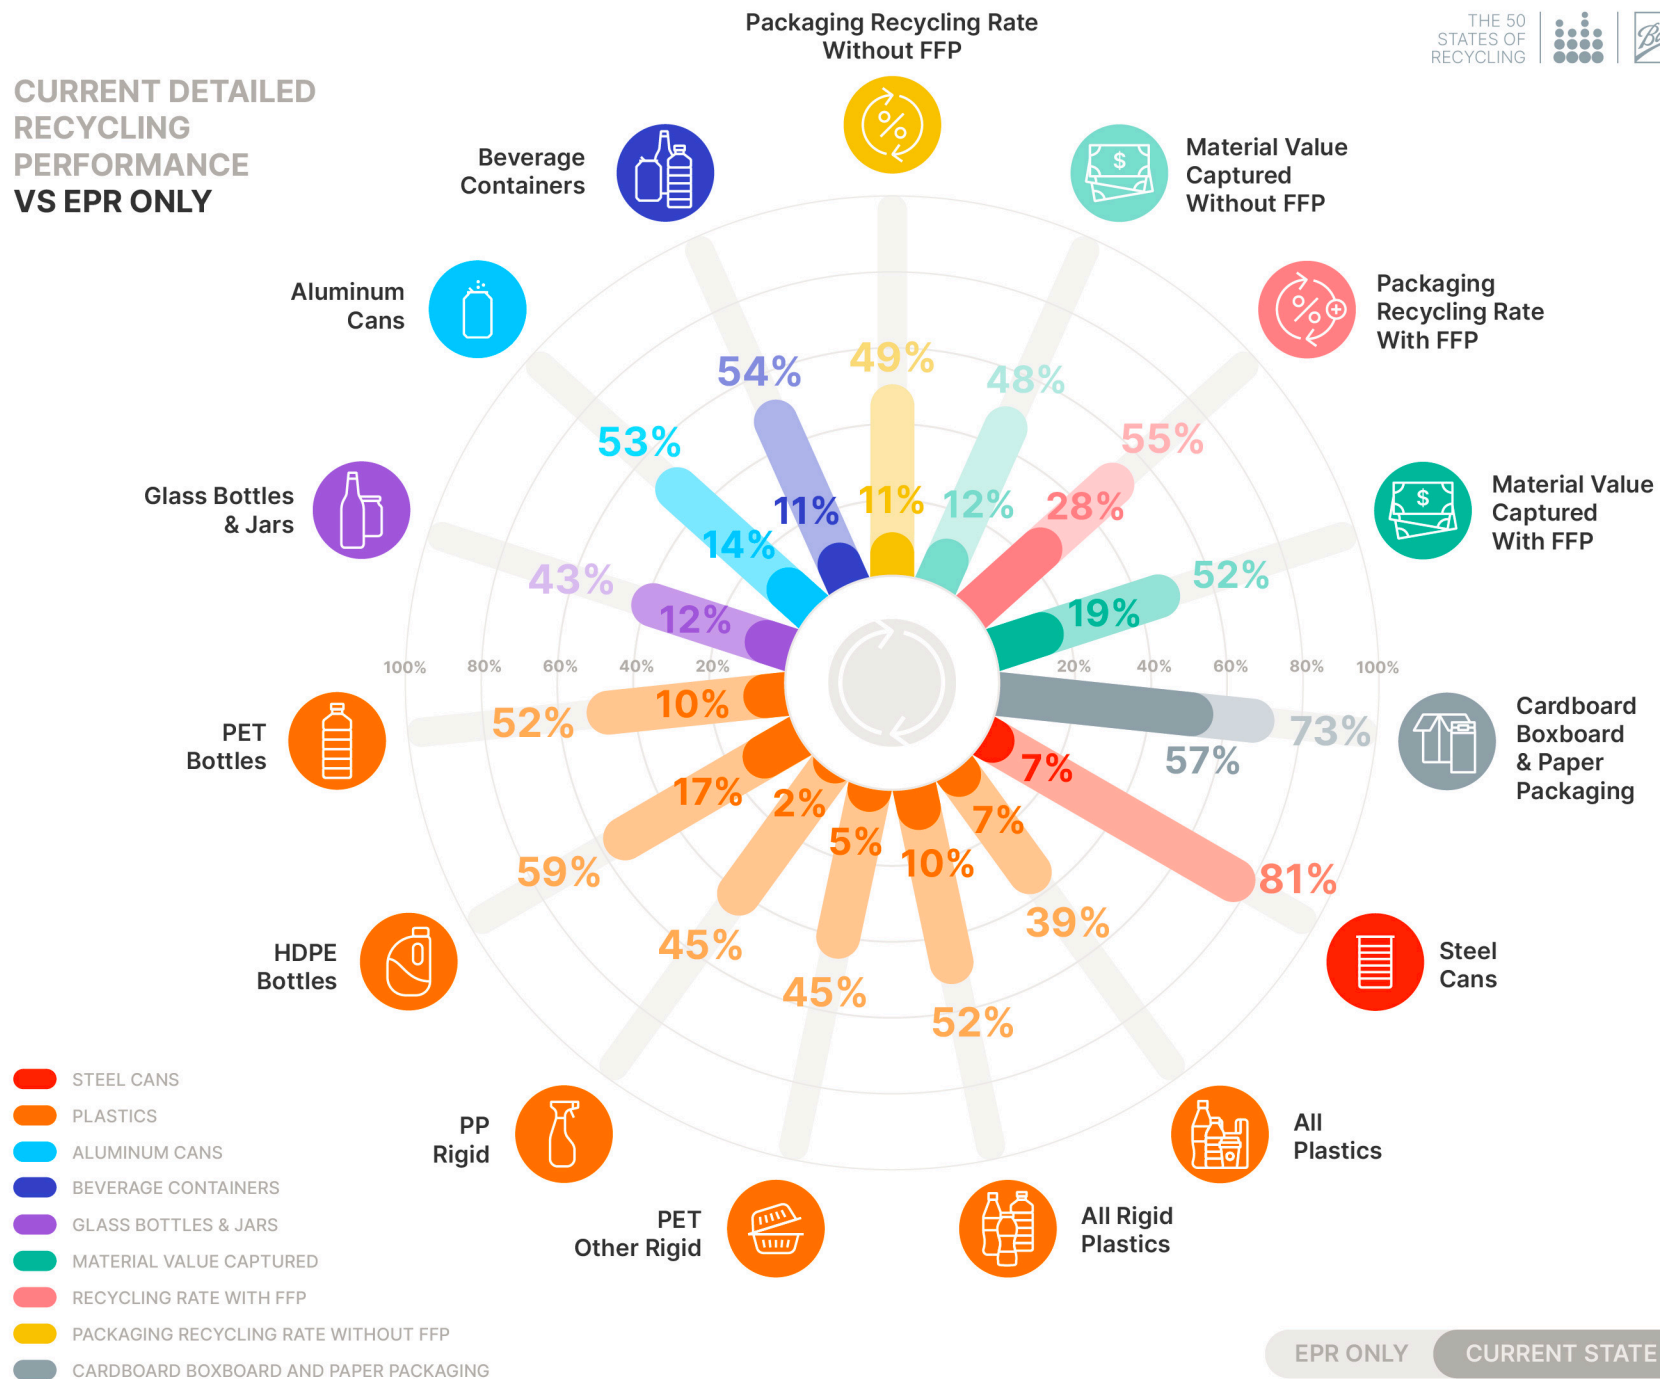 THE 50
STATES OF
RECYCLING
CURRENT DETAILED
RECYCLING
PERFORMANCE
VS EPR ONLY
Packaging Recycling Rate
Without FFP
%
49%
11%
Material Value
Captured
Without FFP
$
48%
12%
Packaging
Recycling Rate
With FFP
%
55%
28%
Material Value
Captured
With FFP
$
52%
19%
Cardboard
Boxboard
& Paper
Packaging
73%
57%
Steel
Cans
81%
7%
All
Plastics
39%
7%
All Rigid
Plastics
52%
10%
PET
Other Rigid
45%
5%
PP
Rigid
45%
2%
HDPE
Bottles
59%
17%
PET
Bottles
52%
10%
Glass Bottles
& Jars
43%
12%
Aluminum
Cans
53%
14%
Beverage
Containers
54%
11%
100% 80% 60% 40% 20% 20% 40% 60% 80% 100%
STEEL CANS
PLASTICS
ALUMINUM CANS
BEVERAGE CONTAINERS
GLASS BOTTLES & JARS
MATERIAL VALUE CAPTURED
RECYCLING RATE WITH FFP
PACKAGING RECYCLING RATE WITHOUT FFP
CARDBOARD BOXBOARD AND PAPER PACKAGING
EPR ONLY CURRENT STATE